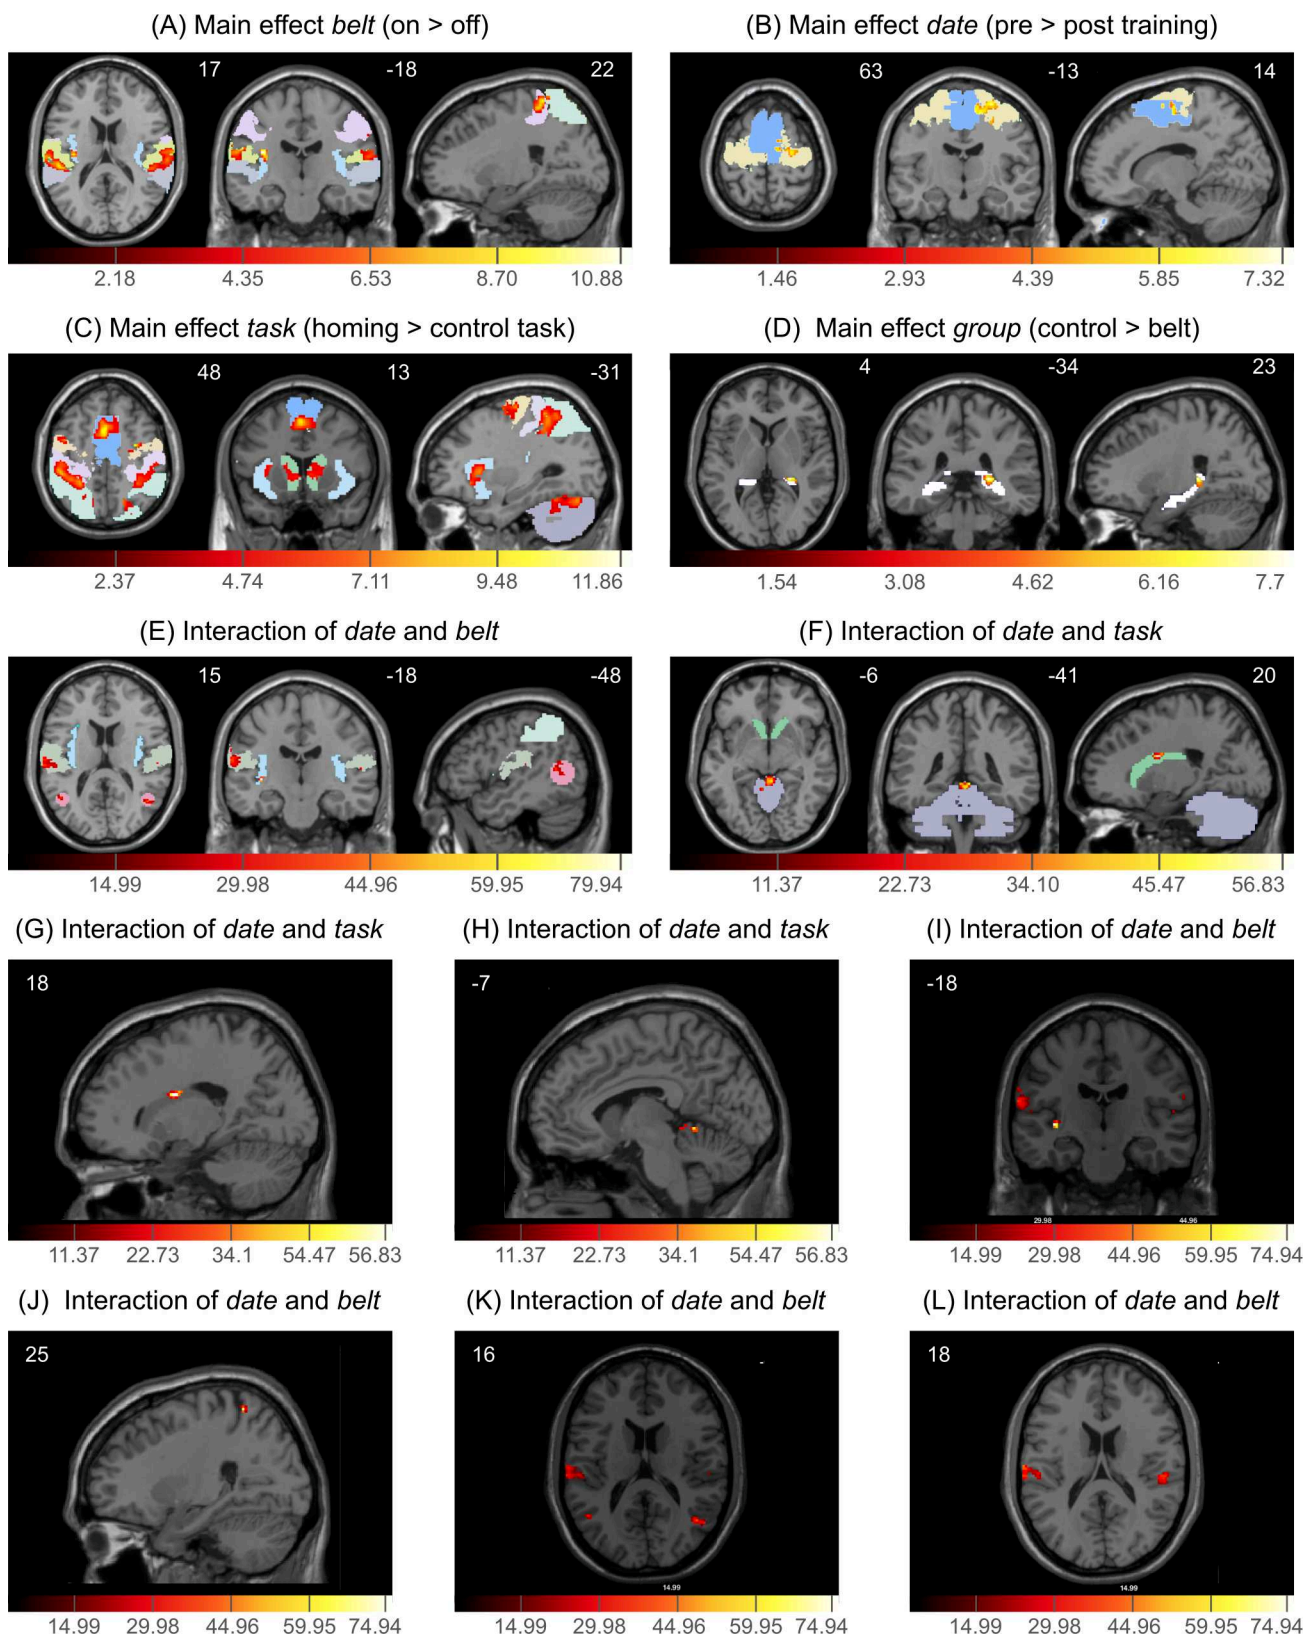 (A) Main effect belt (on > off)
17 -18 22
2.18 4.35 6.53 8.70 10.88
(B) Main effect date (pre > post training)
63 -13 14
1.46 2.93 4.39 5.85 7.32
(C) Main effect task (homing > control task)
48 13 -31
2.37 4.74 7.11 9.48 11.86
(D) Main effect group (control > belt)
4 -34 23
1.54 3.08 4.62 6.16 7.7
(E) Interaction of date and belt
15 -18 -48
14.99 29.98 44.96 59.95 79.94
(F) Interaction of date and task
-6 -41 20
11.37 22.73 34.10 45.47 56.83
(G) Interaction of date and task
18
11.37 22.73 34.1 54.47 56.83
(H) Interaction of date and task
-7
11.37 22.73 34.1 54.47 56.83
(I) Interaction of date and belt
-18
29.98 44.96
14.99 29.98 44.96 59.95 74.94
(J) Interaction of date and belt
25
14.99 29.98 44.96 59.95 74.94
(K) Interaction of date and belt
16
14.99
14.99 29.98 44.96 59.95 74.94
(L) Interaction of date and belt
18
14.99
14.99 29.98 44.96 59.95 74.94